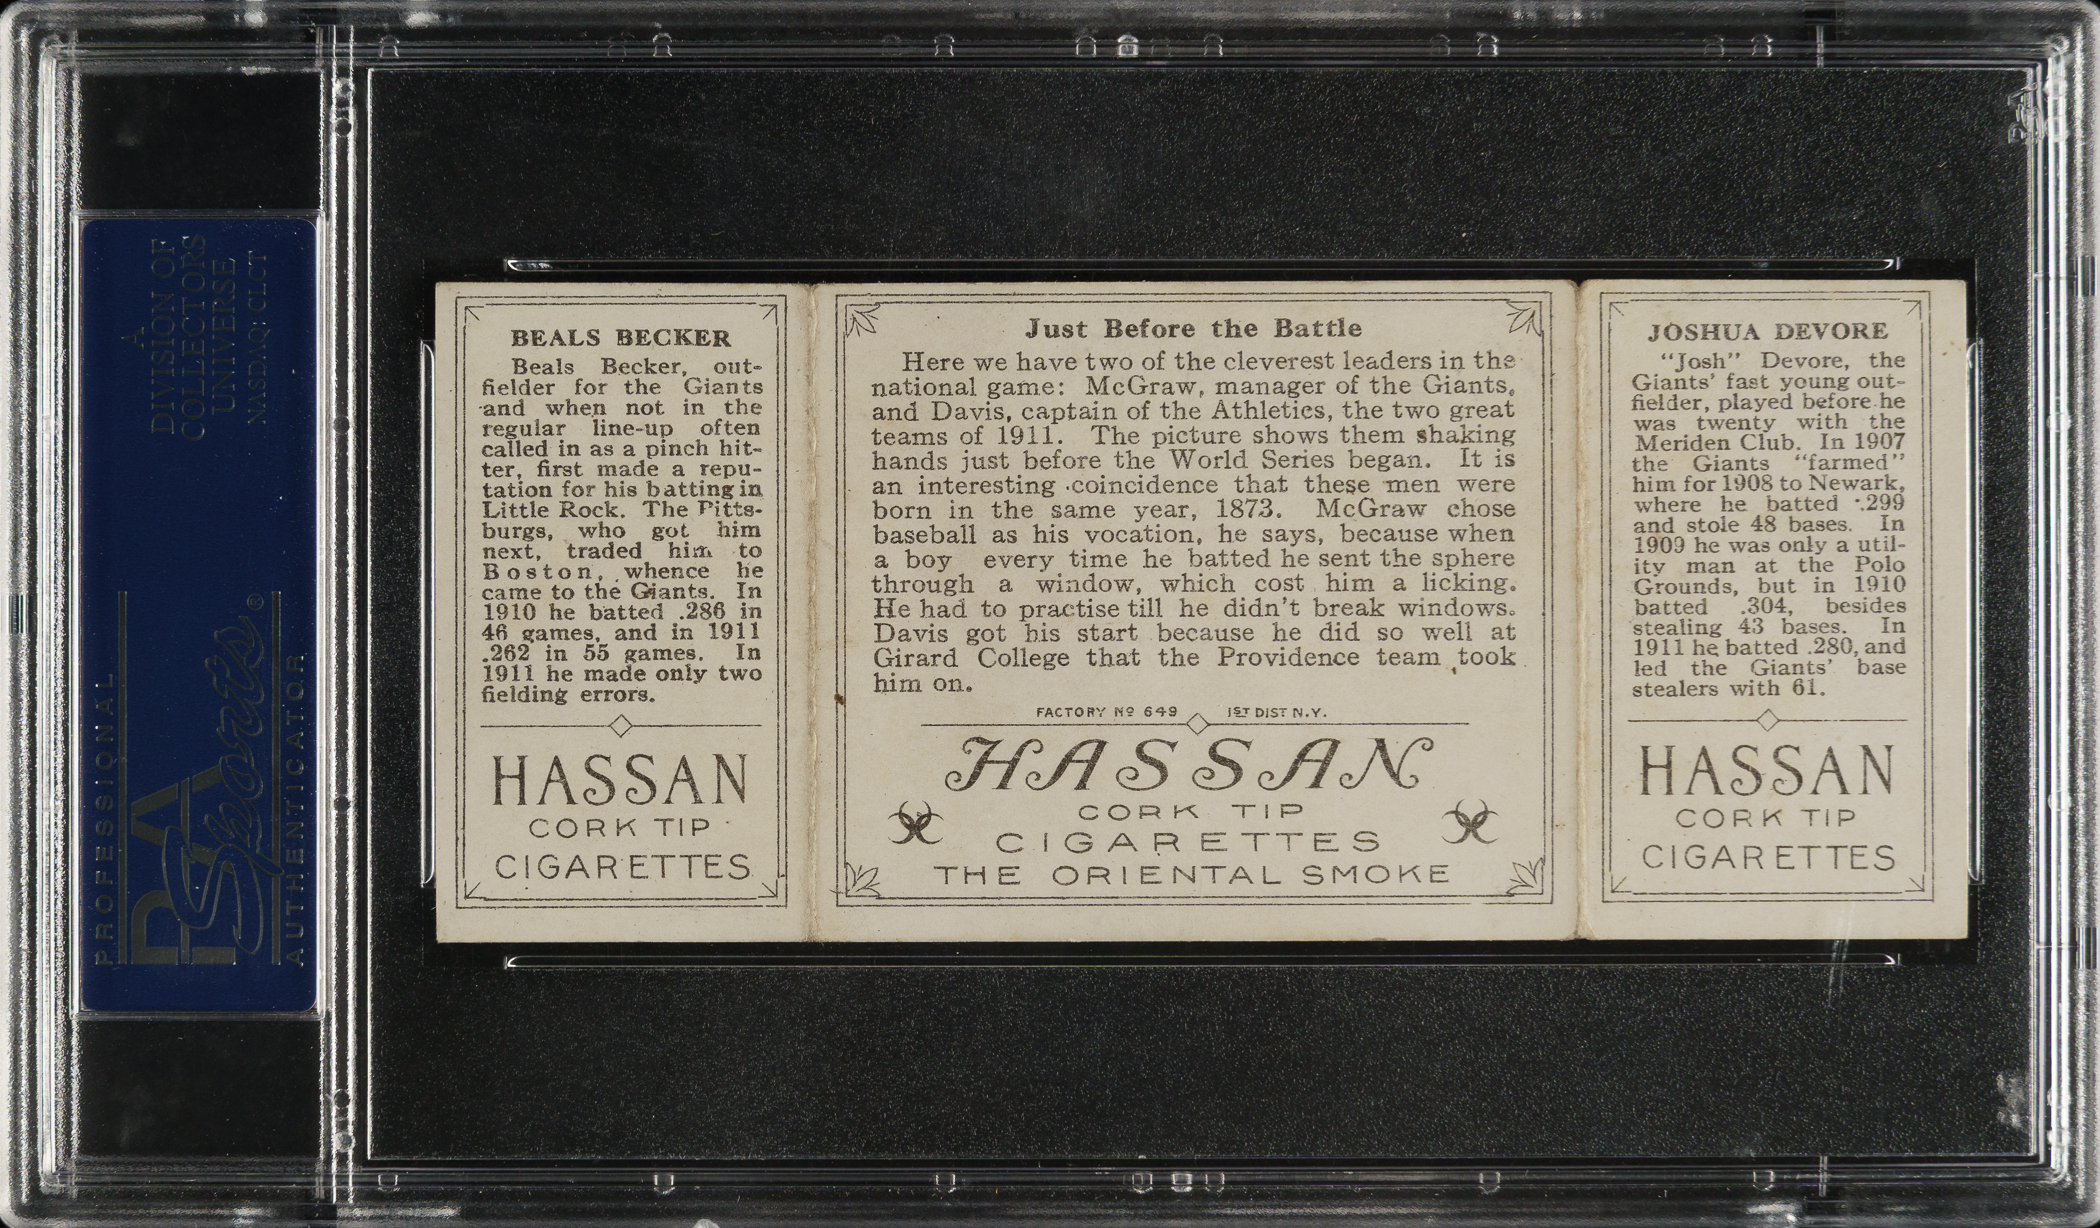 A
DIVISION OF
COLLECTORS
UNIVERSE
NASDAQ: CLCT
PROFESSIONAL
PSA
Sports®
AUTHENTICATOR
BEALS BECKER
Beals Becker, out-
fielder for the Giants
and when not in the
regular line-up often
called in as a pinch hit-
ter, first made a repu-
tation for his batting in
Little Rock. The Pitts-
burgs, who got him
next, traded him to
Boston, whence he
came to the Giants. In
1910 he batted .286 in
46 games, and in 1911
.262 in 55 games. In
1911 he made only two
fielding errors.
HASSAN
CORK TIP
CIGARETTES
Just Before the Battle
Here we have two of the cleverest leaders in the
national game: McGraw, manager of the Giants,
and Davis, captain of the Athletics, the two great
teams of 1911. The picture shows them shaking
hands just before the World Series began. It is
an interesting coincidence that these men were
born in the same year, 1873. McGraw chose
baseball as his vocation, he says, because when
a boy every time he batted he sent the sphere
through a window, which cost him a licking.
He had to practise till he didn't break windows.
Davis got his start because he did so well at
Girard College that the Providence team took
him on.
FACTORY Nº 649 1ST DIST N.Y.
HASSAN
CORK TIP
CIGARETTES
THE ORIENTAL SMOKE
JOSHUA DEVORE
"Josh" Devore, the
Giants' fast young out-
fielder, played before he
was twenty with the
Meriden Club. In 1907
the Giants "farmed"
him for 1908 to Newark,
where he batted .299
and stole 48 bases. In
1909 he was only a util-
ity man at the Polo
Grounds, but in 1910
batted .304, besides
stealing 43 bases. In
1911 he batted .280, and
led the Giants' base
stealers with 61.
HASSAN
CORK TIP
CIGARETTES
PSA